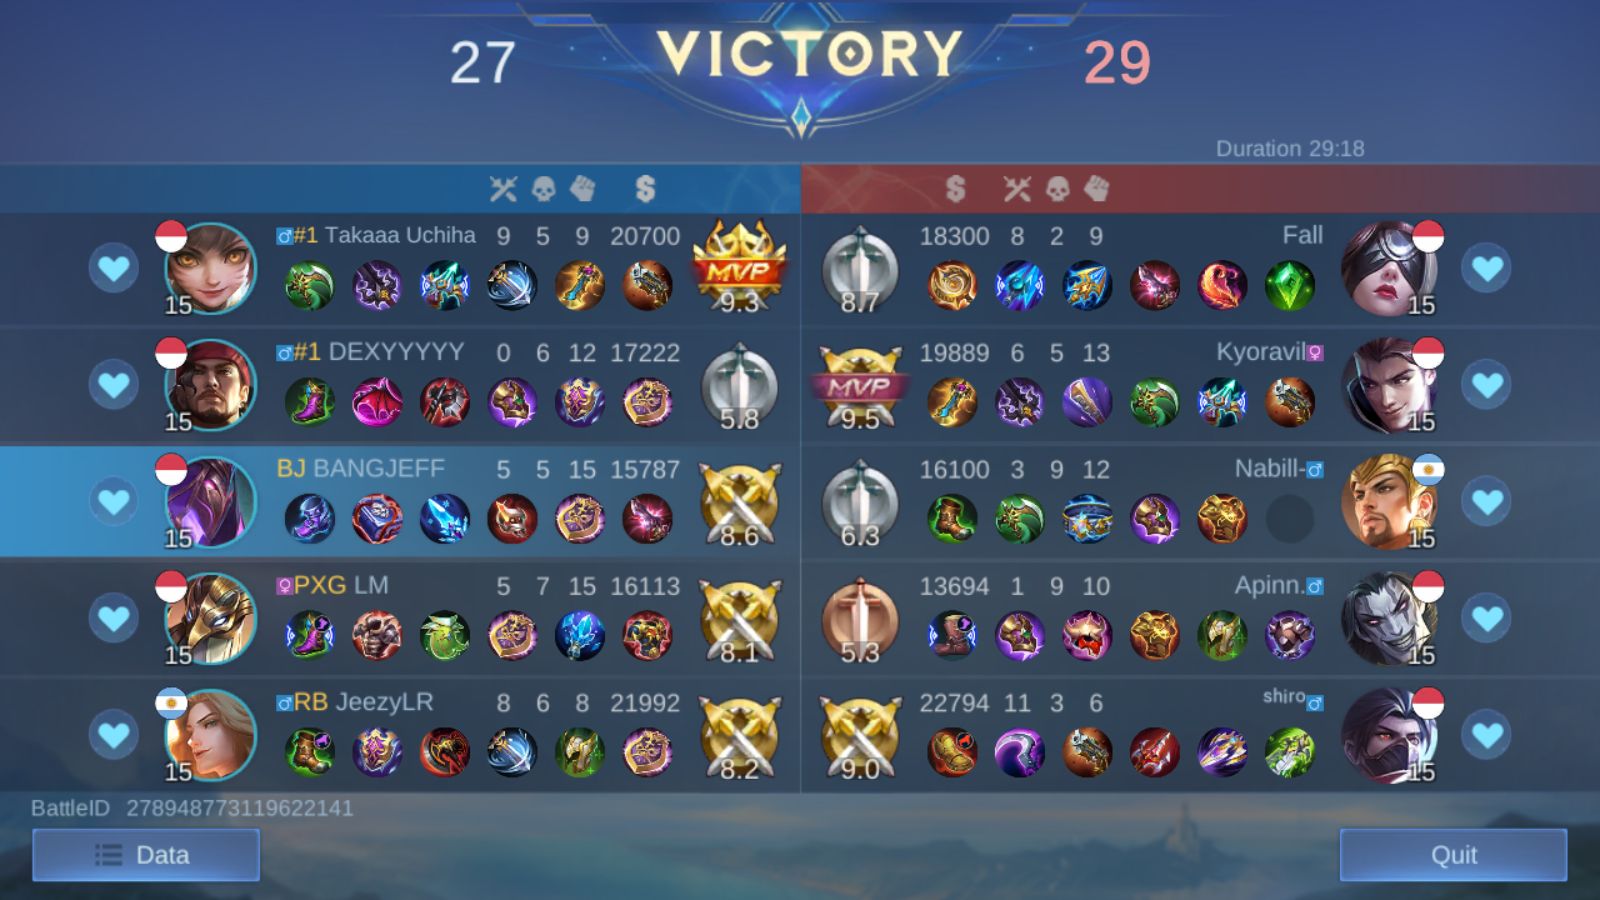 27 VICTORY 29
Duration 29:18
♂#1 Takaaa Uchiha 9 5 9 20700 MVP 9.3
15
♂#1 DEXYYYYY 0 6 12 17222 5.8
15
BJ BANGJEFF 5 5 15 15787 8.6
15
♀PXG LM 5 7 15 16113 8.1
15
♂RB JeezyLR 8 6 8 21992 8.2
15
8.7 18300 8 2 9 Fall
15
MVP 9.5 19889 6 5 13 Kyoravil♀
15
6.3 16100 3 9 12 Nabill-♂
15
5.3 13694 1 9 10 Apinn.♂
15
9.0 22794 11 3 6 shiro♂
15
BattleID 278948773119622141
Data
Quit